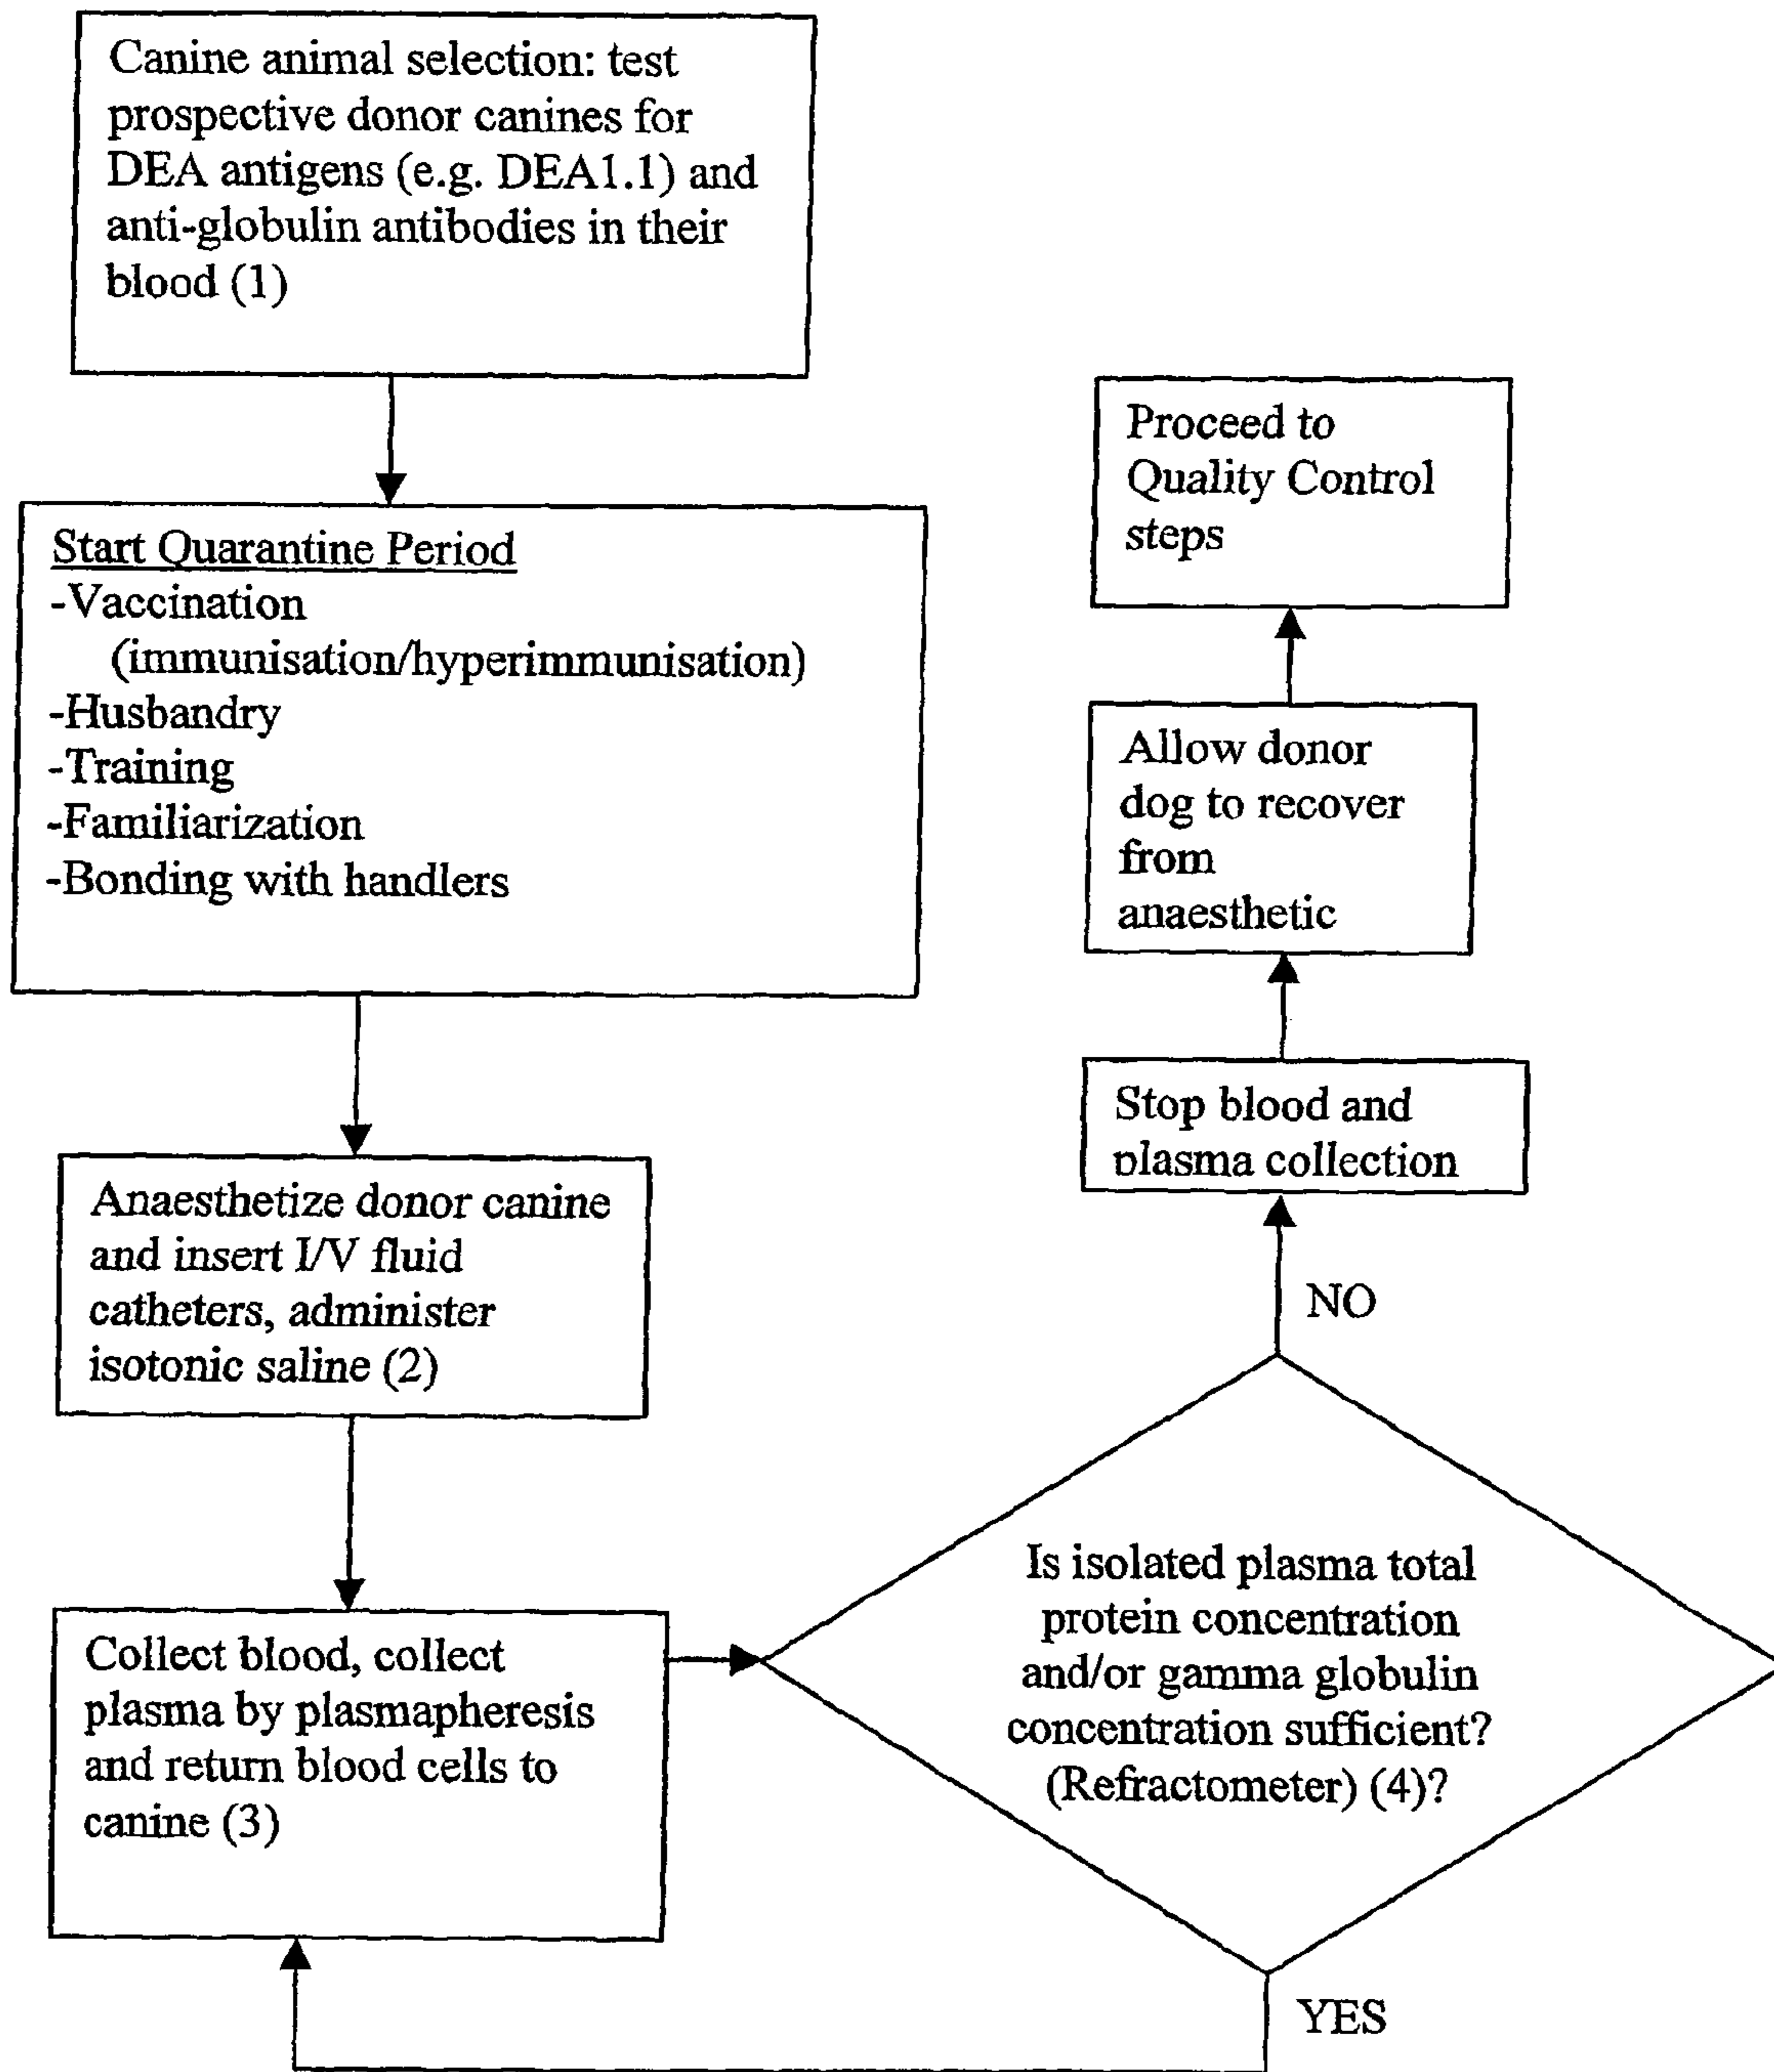 Canine animal selection: test
prospective donor canines for
DEA antigens (e.g. DEA1.1) and
anti-globulin antibodies in their
blood (1)
Start Quarantine Period
-Vaccination
(immunisation/hyperimmunisation)
-Husbandry
-Training
-Familiarization
-Bonding with handlers
Anaesthetize donor canine
and insert I/V fluid
catheters, administer
isotonic saline (2)
Collect blood, collect
plasma by plasmapheresis
and return blood cells to
canine (3)
Is isolated plasma total
protein concentration
and/or gamma globulin
concentration sufficient?
(Refractometer) (4)?
YES
NO
Stop blood and
plasma collection
Allow donor
dog to recover
from
anaesthetic
Proceed to
Quality Control
steps